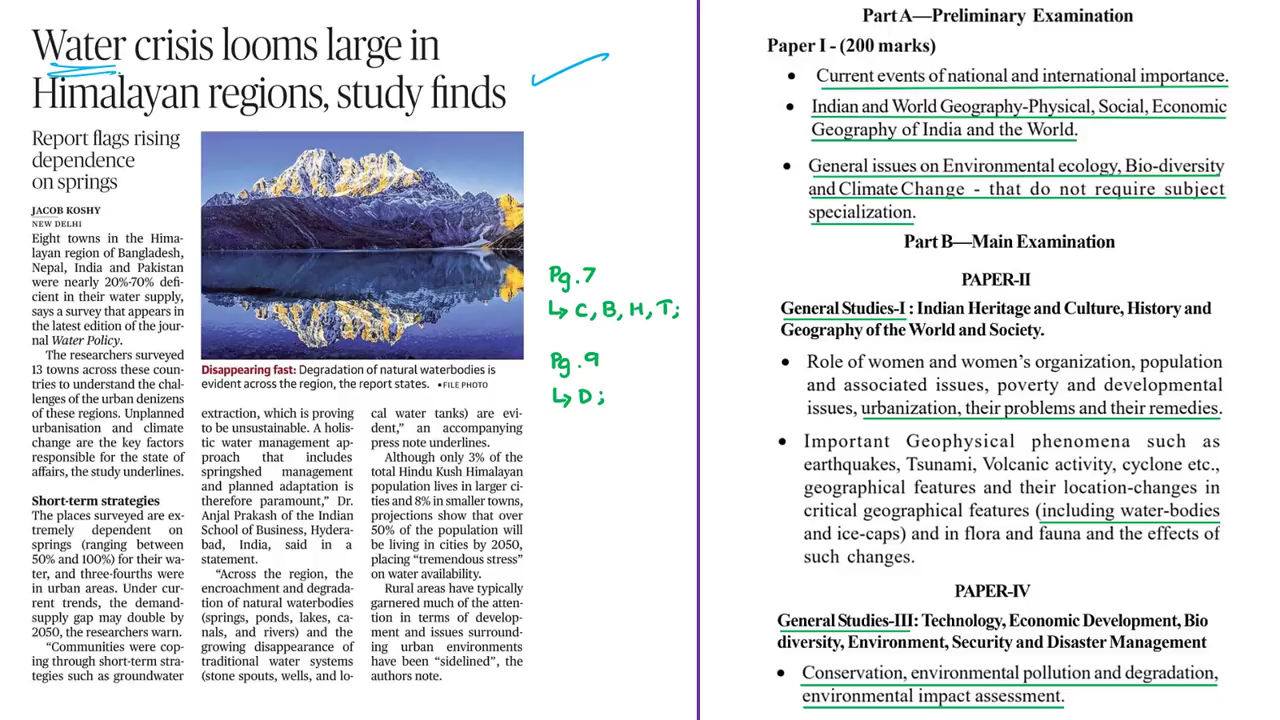 Water crisis looms large in
Himalayan regions, study finds
Report flags rising
dependence
on springs
JACOB KOSHY
NEW DELHI
Eight towns in the Hima-
layan region of Bangladesh,
Nepal, India and Pakistan
were nearly 20%-70% defi-
cient in their water supply,
says a survey that appears in
the latest edition of the jour-
nal Water Policy.
The researchers surveyed
13 towns across these coun-
tries to understand the chal-
lenges of the urban denizens
of these regions. Unplanned
urbanisation and climate
change are the key factors
responsible for the state of
affairs, the study underlines.
Short-term strategies
The places surveyed are ex-
tremely dependent on
springs (ranging between
50% and 100%) for their wa-
ter, and three-fourths were
in urban areas. Under cur-
rent trends, the demand-
supply gap may double by
2050, the researchers warn.
"Communities were cop-
ing through short-term stra-
tegies such as groundwater
Disappearing fast: Degradation of natural waterbodies is
evident across the region, the report states. •FILE PHOTO
extraction, which is proving
to be unsustainable. A holis-
tic water management ap-
proach that includes
springshed management
and planned adaptation is
therefore paramount," Dr.
Anjal Prakash of the Indian
School of Business, Hydera-
bad, India, said in a
statement.
"Across the region, the
encroachment and degrada-
tion of natural waterbodies
(springs, ponds, lakes, ca-
nals, and rivers) and the
growing disappearance of
traditional water systems
(stone spouts, wells, and lo-
cal water tanks) are evi-
dent," an accompanying
press note underlines.
Although only 3% of the
total Hindu Kush Himalayan
population lives in larger ci-
ties and 8% in smaller towns,
projections show that over
50% of the population will
be living in cities by 2050,
placing "tremendous stress"
on water availability.
Rural areas have typically
garnered much of the atten-
tion in terms of develop-
ment and issues surround-
ing urban environments
have been "sidelined", the
authors note.
Pg.7
↳ C, B, H, T;
Pg.9
↳ D;
Part A—Preliminary Examination
Paper I - (200 marks)
• Current events of national and international importance.
• Indian and World Geography-Physical, Social, Economic
Geography of India and the World.
• General issues on Environmental ecology, Bio-diversity
and Climate Change - that do not require subject
specialization.
Part B—Main Examination
PAPER-II
General Studies-I : Indian Heritage and Culture, History and
Geography of the World and Society.
• Role of women and women's organization, population
and associated issues, poverty and developmental
issues, urbanization, their problems and their remedies.
• Important Geophysical phenomena such as
earthquakes, Tsunami, Volcanic activity, cyclone etc.,
geographical features and their location-changes in
critical geographical features (including water-bodies
and ice-caps) and in flora and fauna and the effects of
such changes.
PAPER-IV
General Studies-III: Technology, Economic Development, Bio
diversity, Environment, Security and Disaster Management
• Conservation, environmental pollution and degradation,
environmental impact assessment.